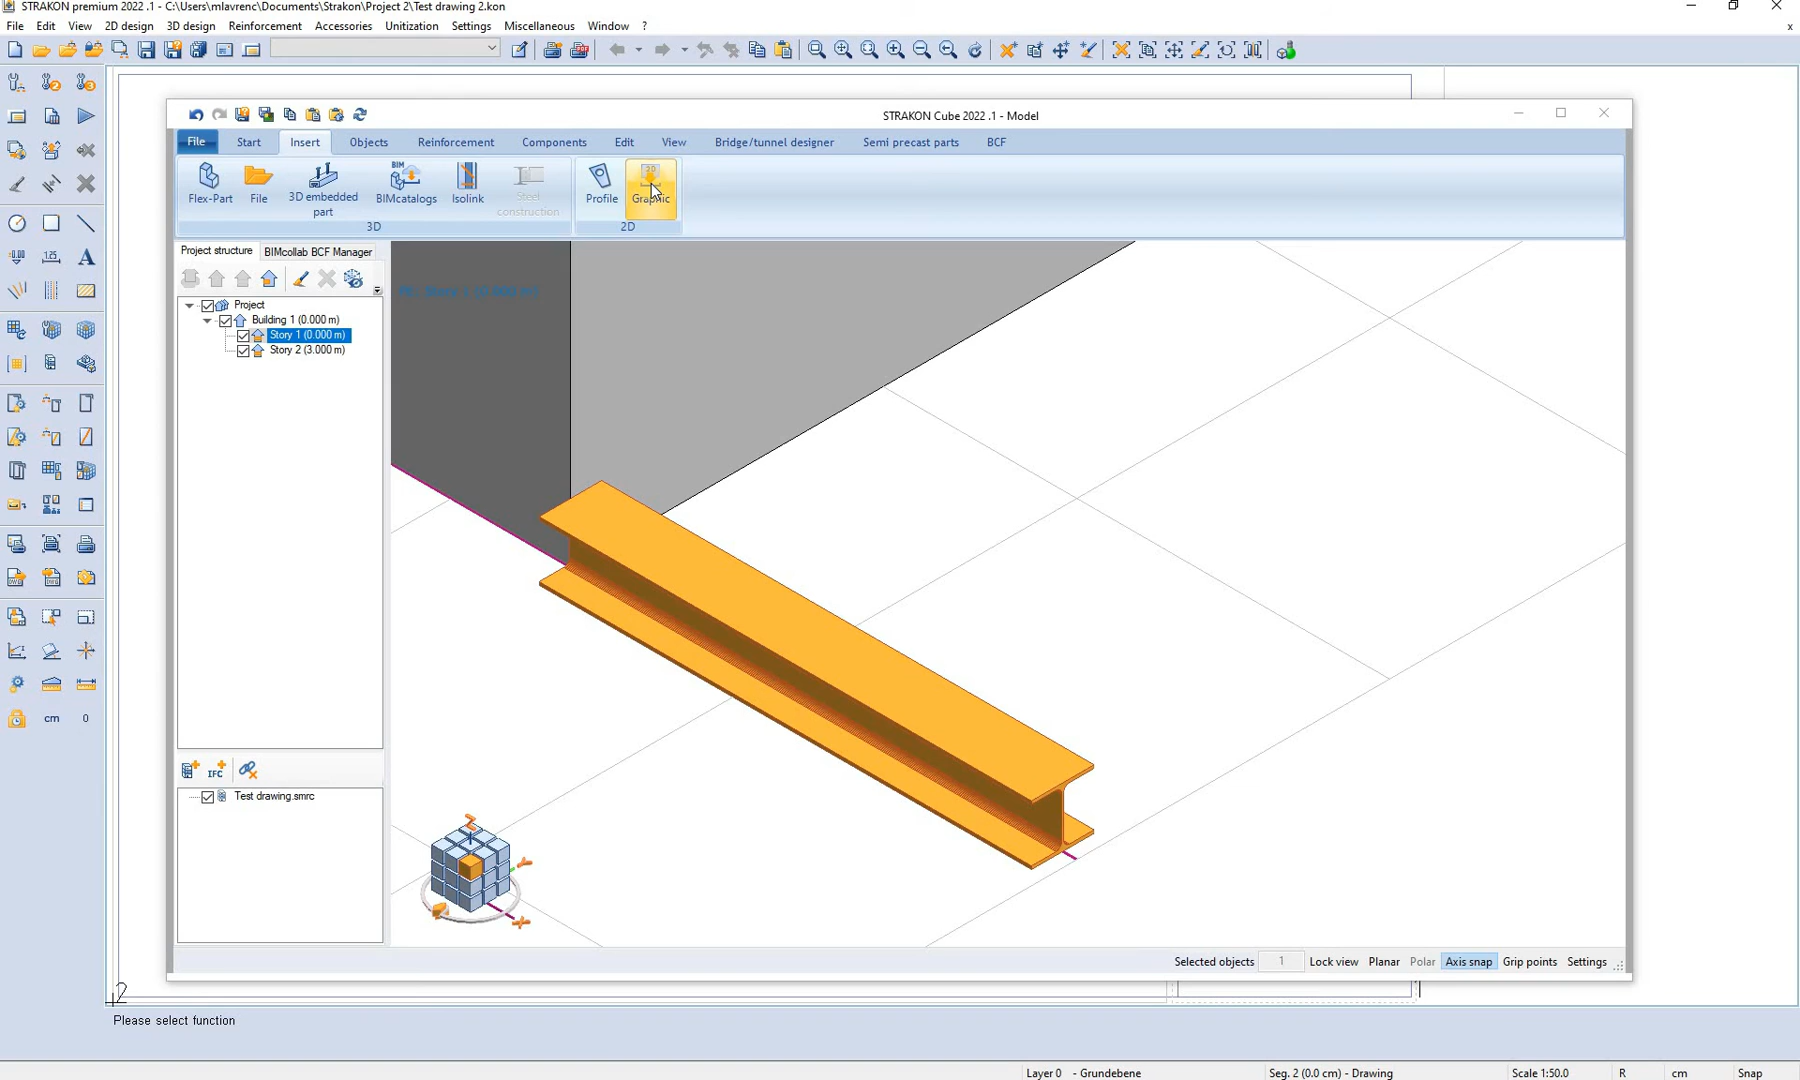 STRAKON premium 2022 .1 - C:\Users\mlavrenc\Documents\Strakon\Project 2\Test drawing 2.kon
File Edit View Document Segment 2D design 3D design Reinforcement Accessories Unitization Settings Miscellaneous Window ?
STRAKON Cube 2022 .1 - Model
File Start Insert Objects Reinforcement Components Edit View Bridge/tunnel designer Semi precast parts BCF
Flex-Part File 3D embedded part BIM BIMcatalogs Isolink Steel construction Profile 2D Graphic
3D 2D
Project structure BIMcollab BCF Manager
Project
Building 1 (0.000 m)
Story 1 (0.000 m)
Story 2 (3.000 m)
IFC
Test drawing.smrc
Selected objects 1 Lock view Planar Polar Axis snap Grip points Settings
cm 0
2
Please select function
Layer 0 - Grundebene Seg. 2 (0.0 cm) - Drawing Scale 1:50.0 R cm Snap